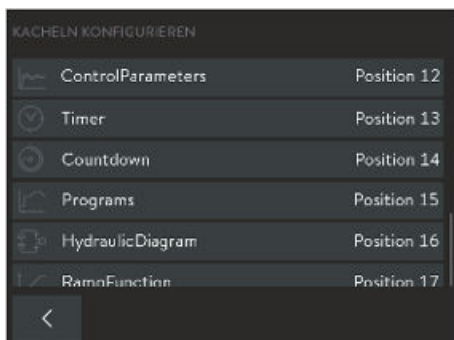 KACHELN KONFIGURIEREN
ControlParameters Position 12
Timer Position 13
Countdown Position 14
Programs Position 15
HydraulicDiagram Position 16
RampFunction Position 17